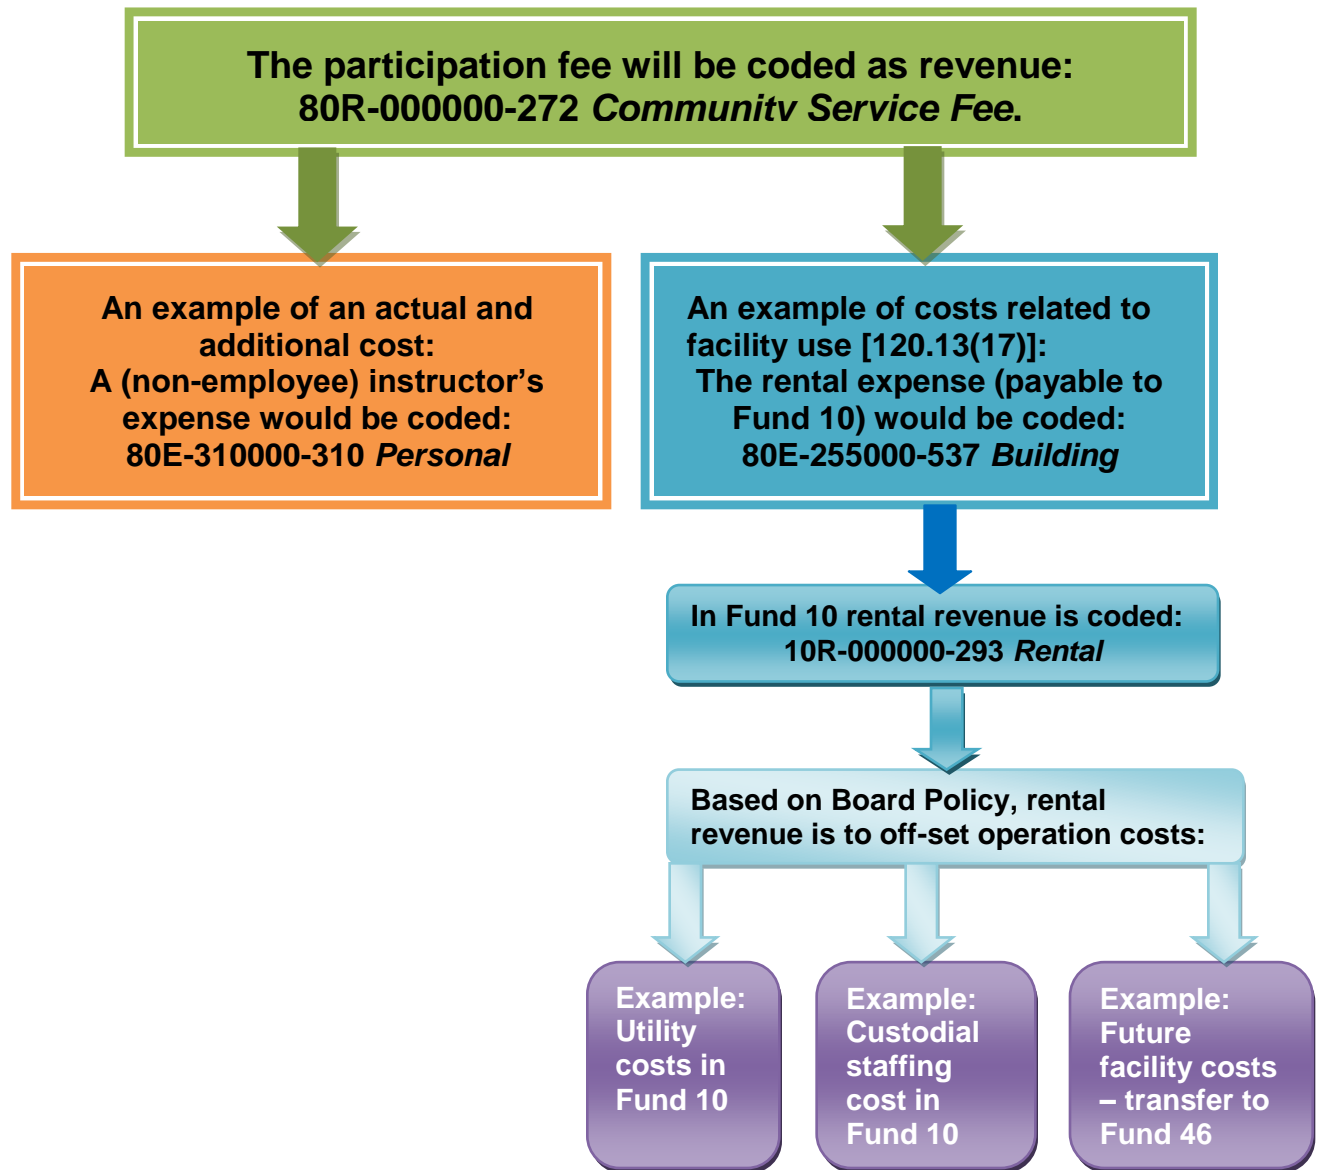 The participation fee will be coded as revenue:
80R-000000-272 Community Service Fee.
An example of an actual and
additional cost:
A (non-employee) instructor’s
expense would be coded:
80E-310000-310 Personal
An example of costs related to
facility use [120.13(17)]:
The rental expense (payable to
Fund 10) would be coded:
80E-255000-537 Building
In Fund 10 rental revenue is coded:
10R-000000-293 Rental
Based on Board Policy, rental
revenue is to off-set operation costs:
Example:
Utility
costs in
Fund 10
Example:
Custodial
staffing
cost in
Fund 10
Example:
Future
facility costs
– transfer to
Fund 46